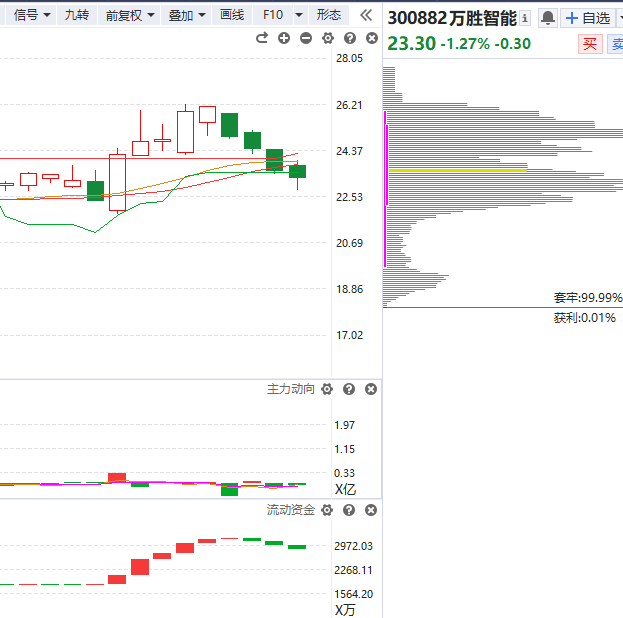 信号 九转 前复权 叠加 画线 F10 形态
300882万胜智能
自选
23.30 -1.27% -0.30
买 卖
28.05
26.21
24.37
22.53
20.69
18.86
17.02
套牢:99.99%
获利:0.01%
主力动向
1.97
1.15
0.33
X亿
流动资金
2972.03
2268.11
1564.20
X万